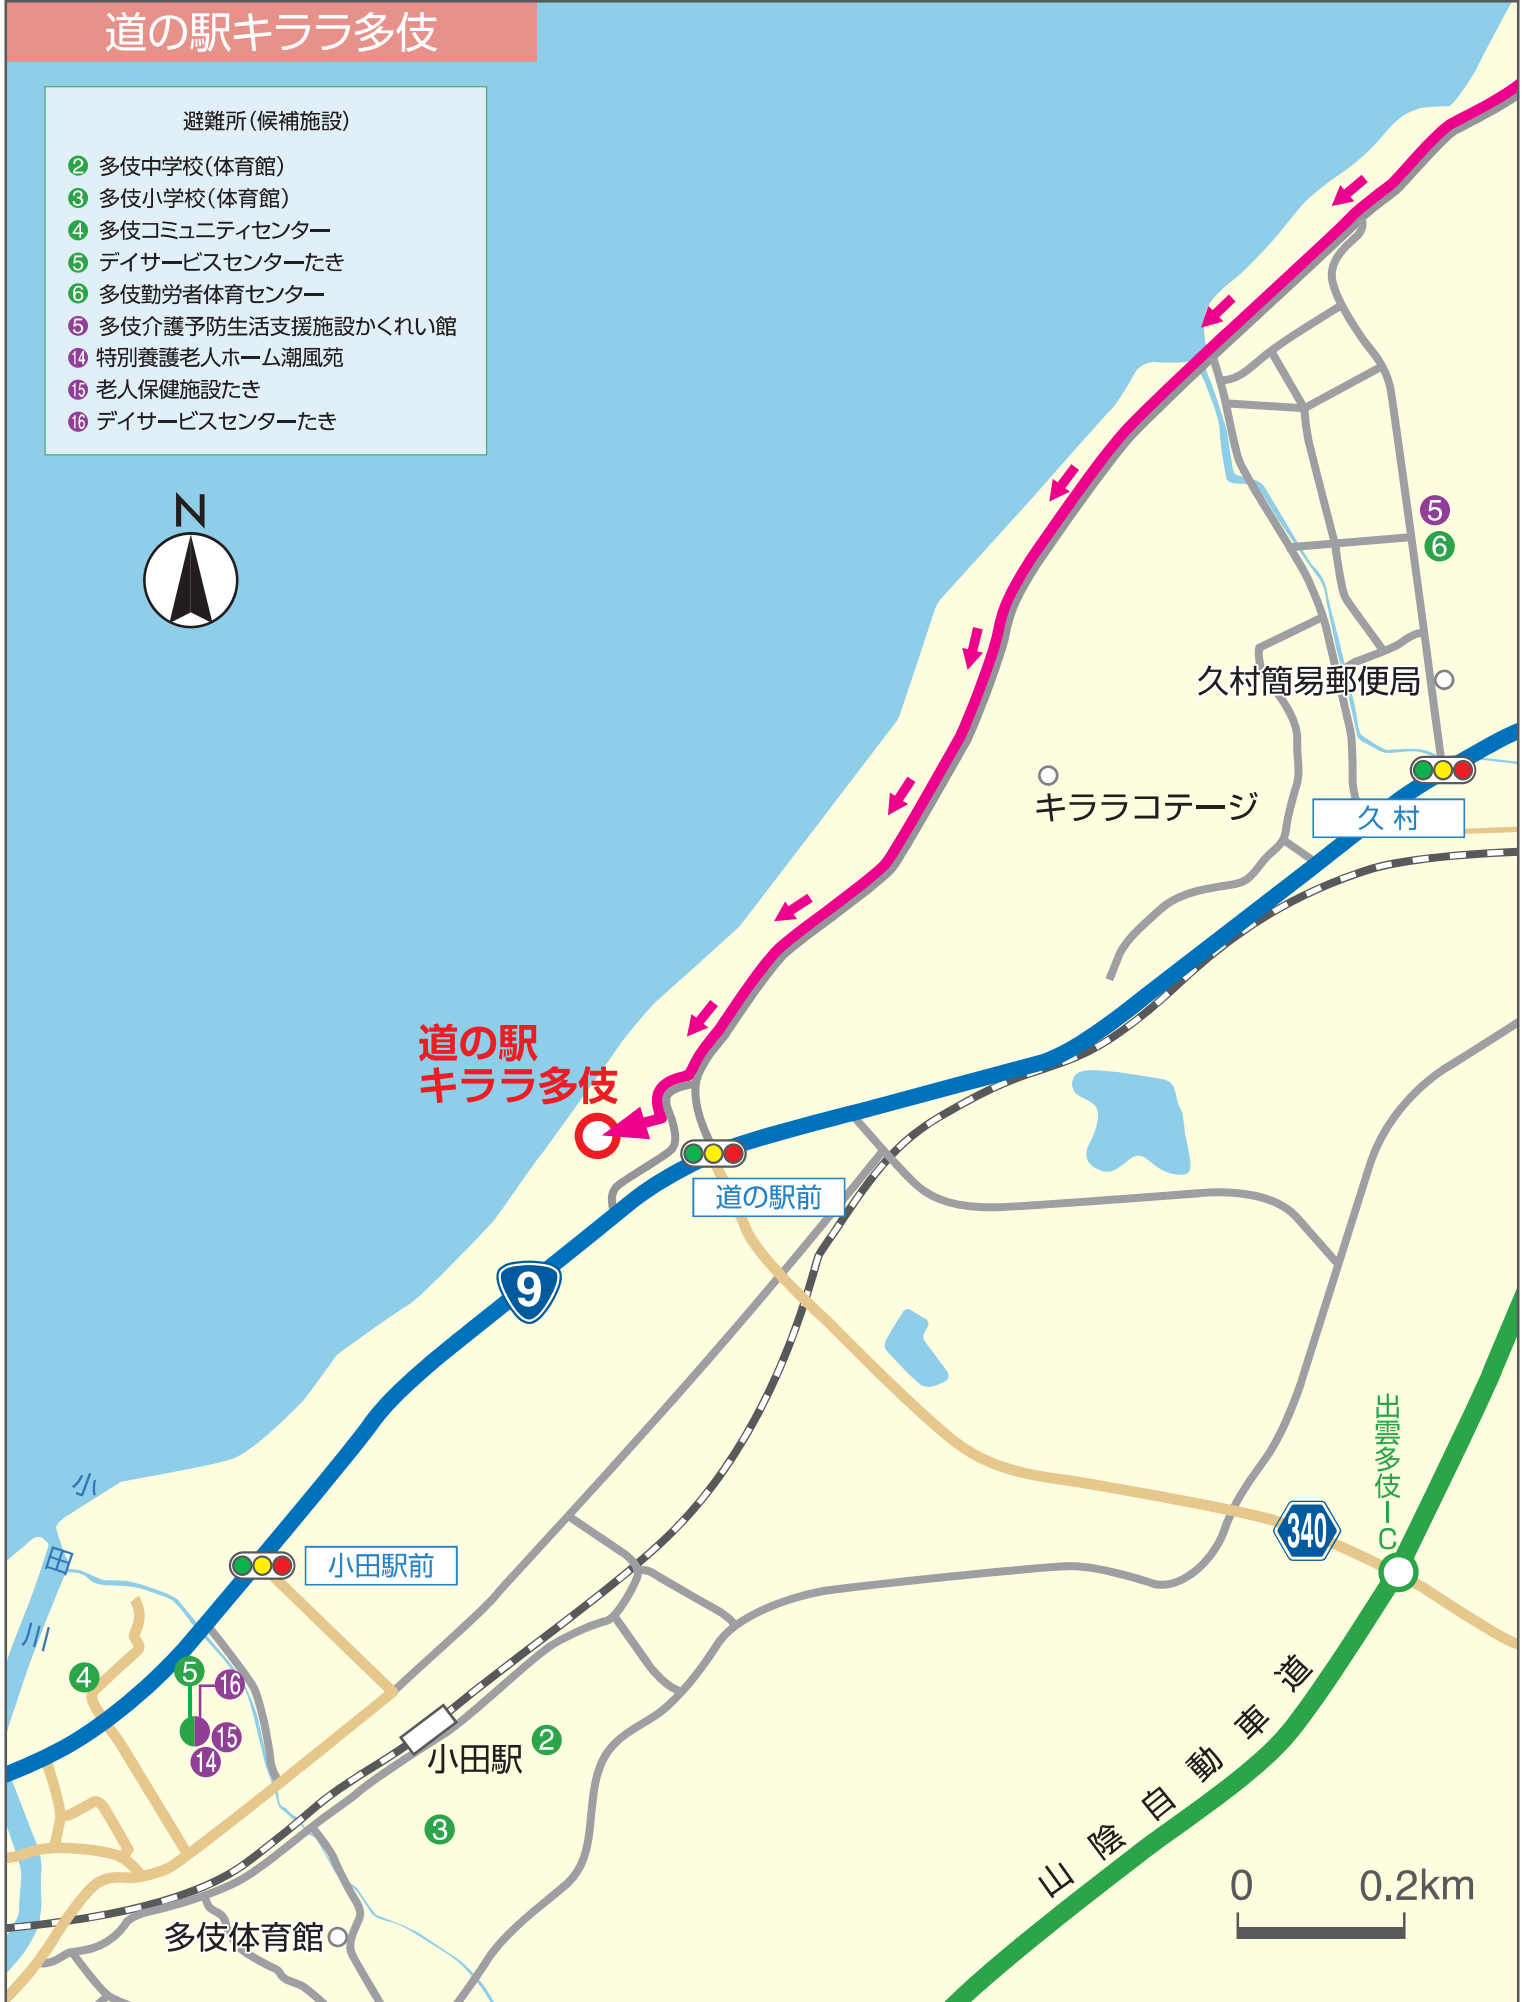 道の駅キララ多伎
避難所(候補施設)
2 多伎中学校(体育館)
3 多伎小学校(体育館)
4 多伎コミュニティセンター
5 デイサービスセンターたき
6 多伎勤労者体育センター
5 多伎介護予防生活支援施設かくれい館
14 特別養護老人ホーム潮風苑
15 老人保健施設たき
16 デイサービスセンターたき
N
5
6
久村簡易郵便局
キララコテージ
久村
道の駅
キララ多伎
道の駅前
9
出雲多伎IC
340
小田川
小田駅前
4
5
16
15
14
小田駅
2
3
山陰自動車道
多伎体育館
0 0.2km